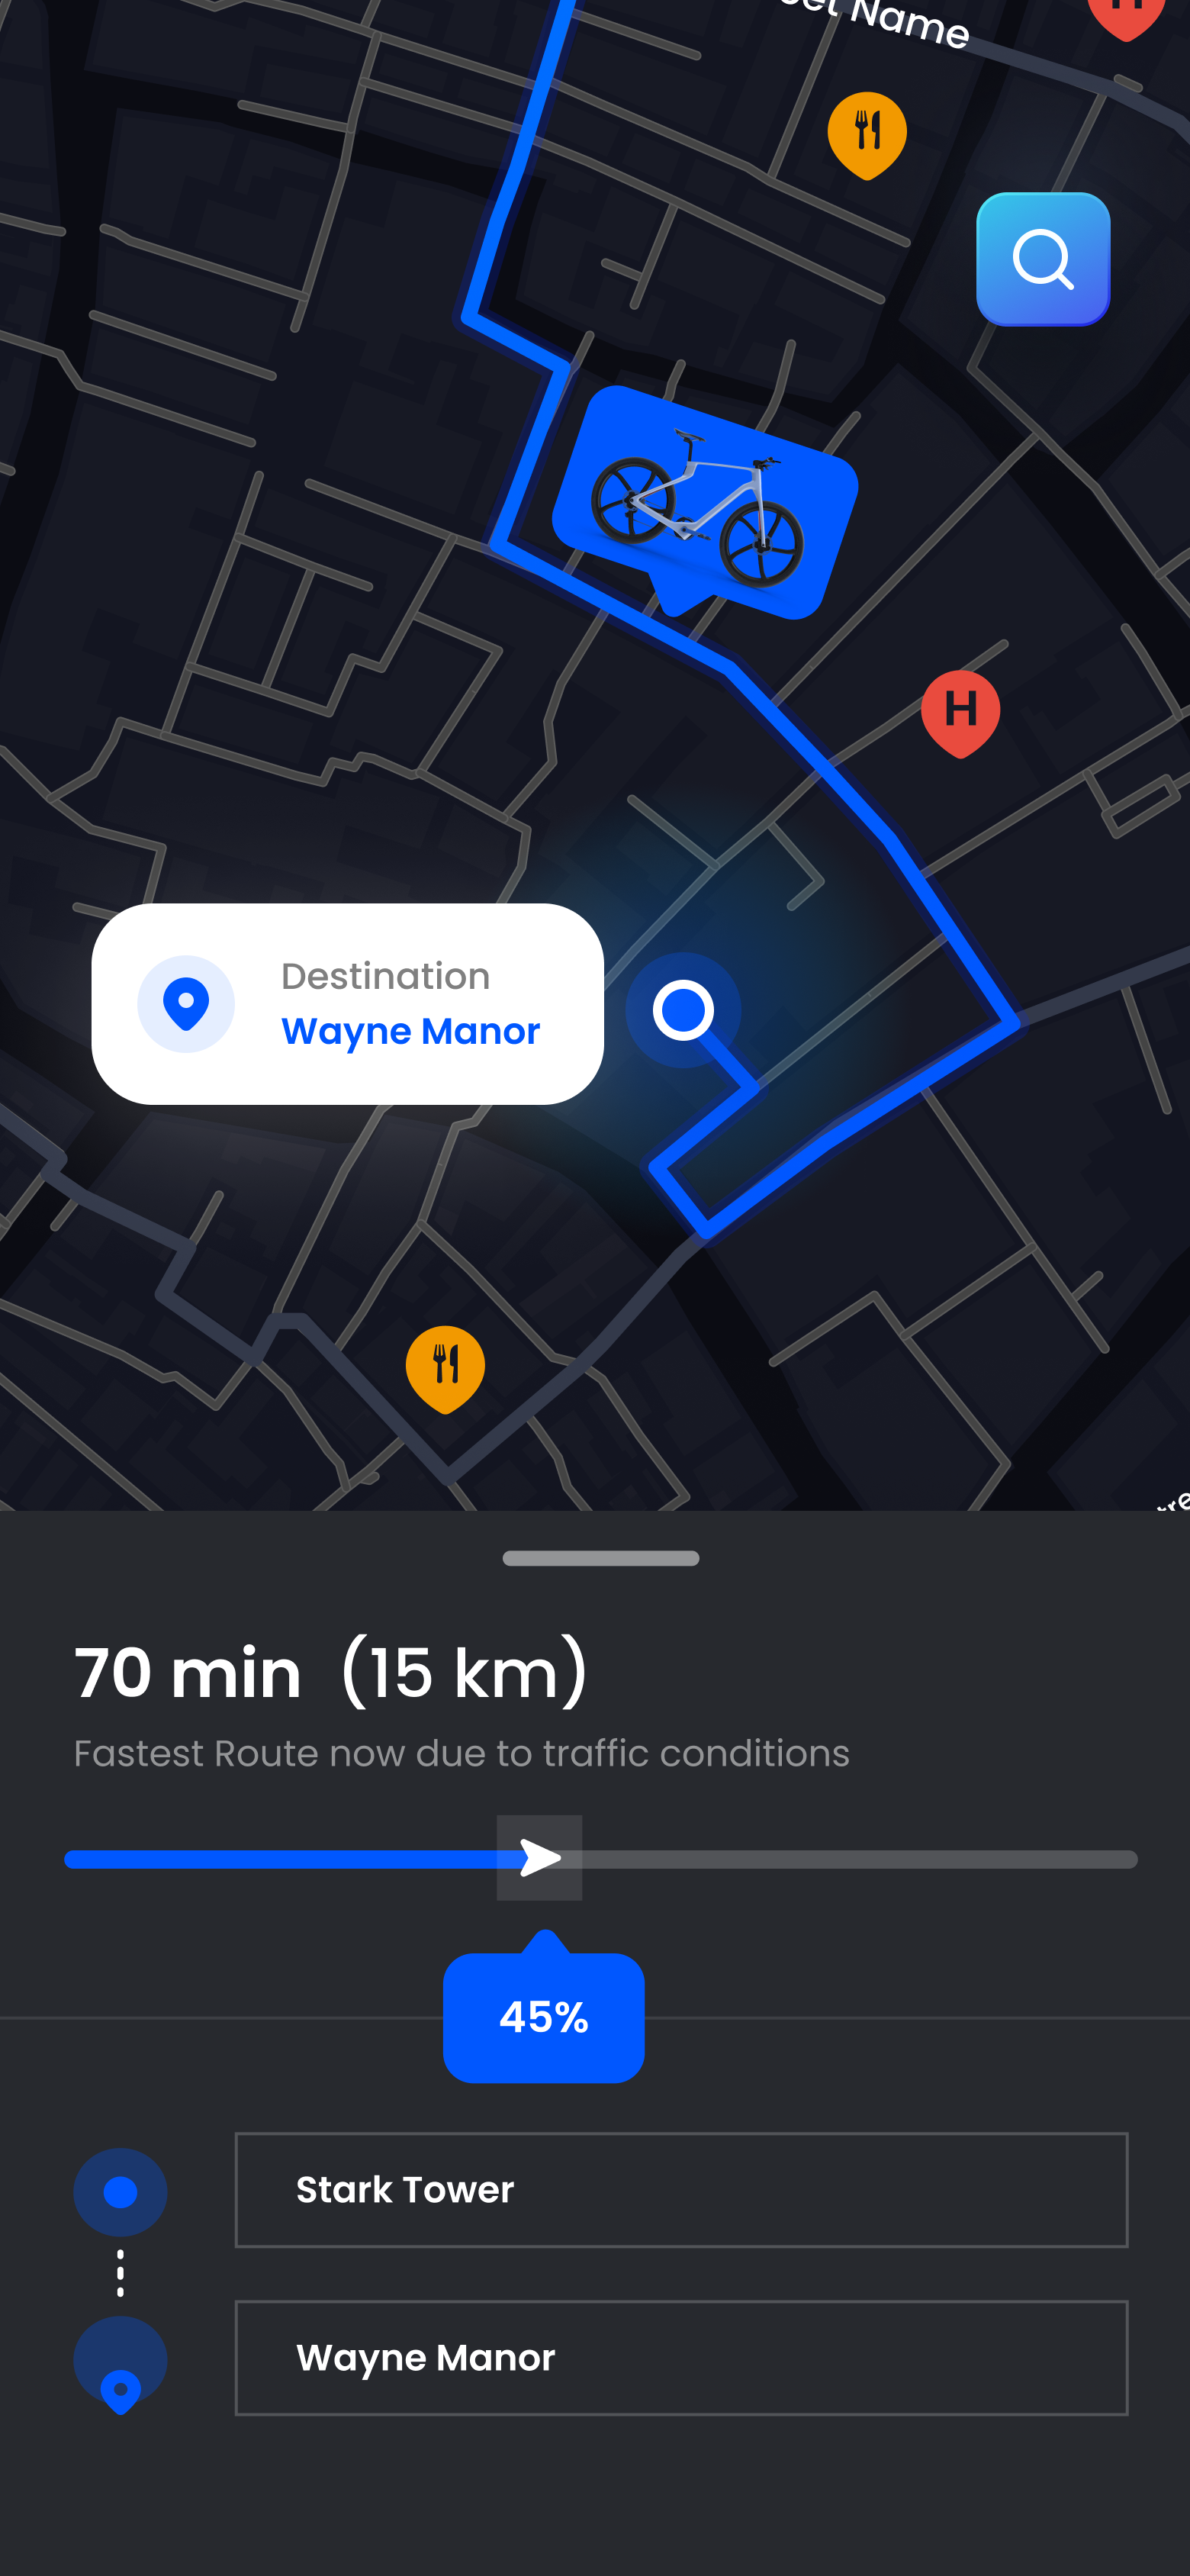 Name
H
H
Destination
Wayne Manor
70 min (15 km)
Fastest Route now due to traffic conditions
45%
Stark Tower
Wayne Manor